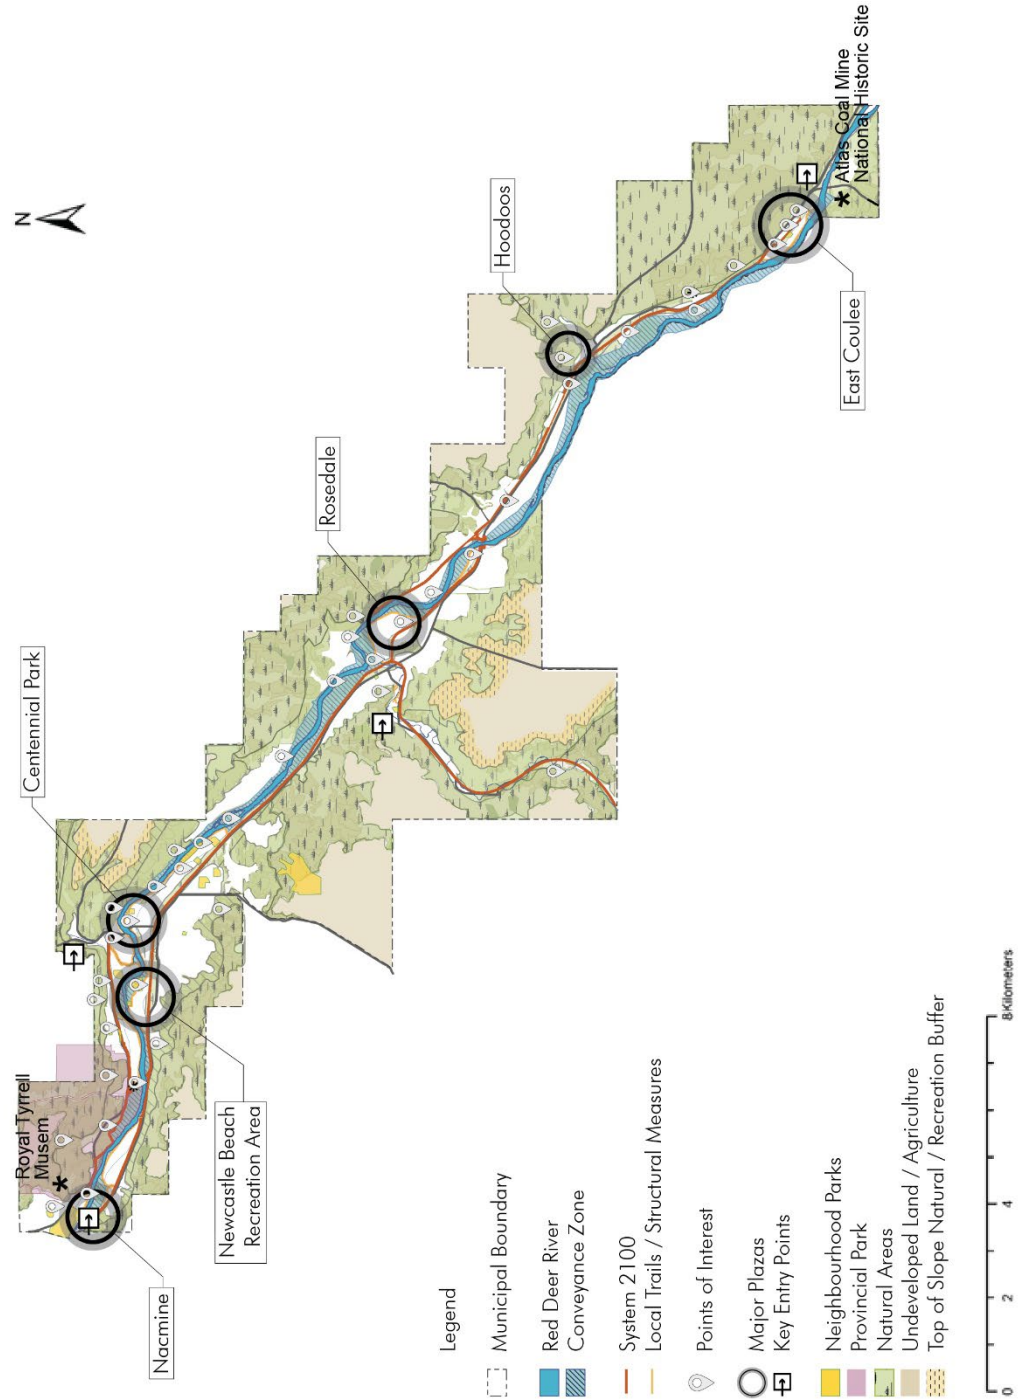 N
Royal Tyrrell
Musem
Centennial Park
Rosedale
Hoodoos
Nacmine
Newcastle Beach
Recreation Area
East Coulee
Atlas Coal Mine
National Historic Site
Legend
Municipal Boundary
Red Deer River
Conveyance Zone
System 2100
Local Trails / Structural Measures
Points of Interest
Major Plazas
Key Entry Points
Neighbourhood Parks
Provincial Park
Natural Areas
Undeveloped Land / Agriculture
Top of Slope Natural / Recreation Buffer
0 2 4 8 Kilometers